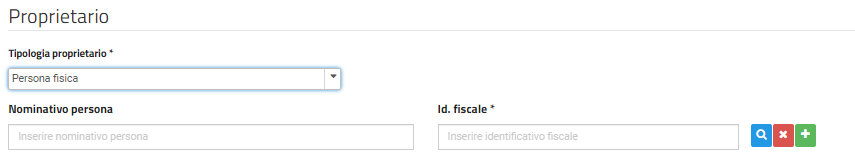 Proprietario
Tipologia proprietario *
Persona fisica
Nominativo persona Id. fiscale *
Inserire nominativo persona Inserire identificativo fiscale